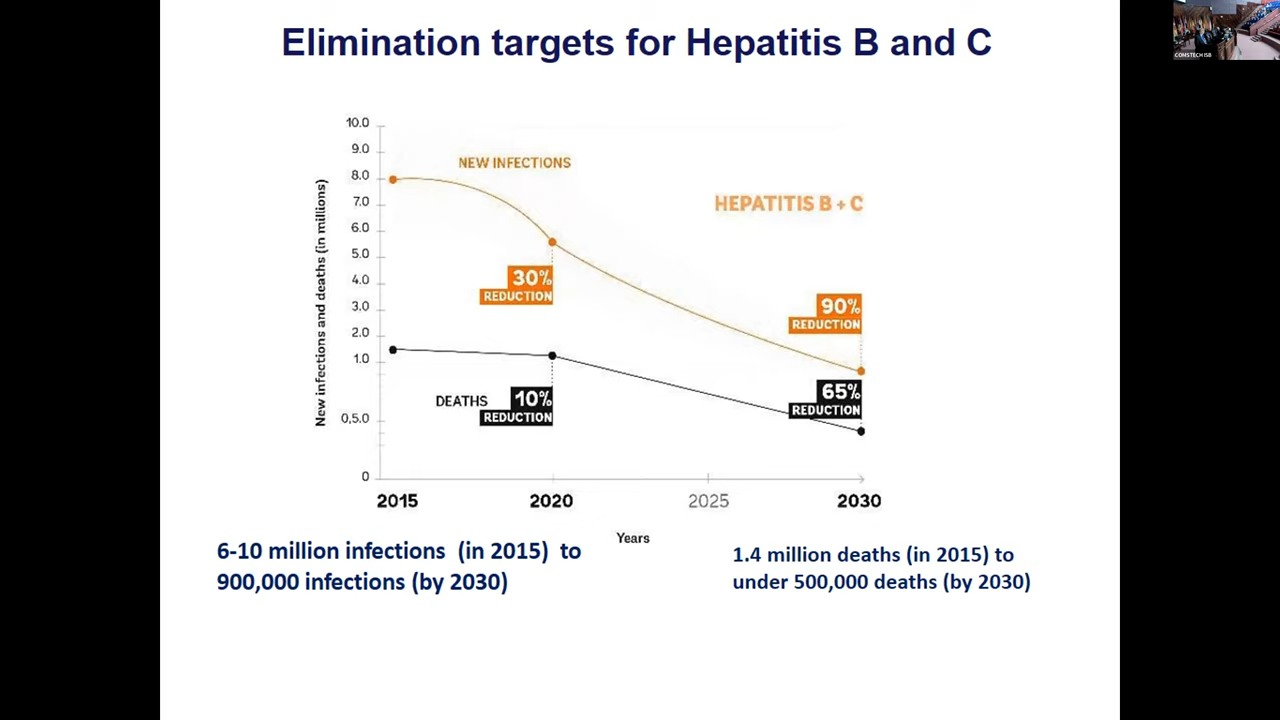 Elimination targets for Hepatitis B and C
COMSTECH ISB
New infections and deaths (in millions)
10.0
9.0
8.0
7.0
6.0
5.0
4.0
3.0
2.0
1.0
0,5.0
0
NEW INFECTIONS
HEPATITIS B + C
30%
REDUCTION
90%
REDUCTION
DEATHS
10%
REDUCTION
65%
REDUCTION
2015 2020 2025 2030
Years
6-10 million infections (in 2015) to
900,000 infections (by 2030)
1.4 million deaths (in 2015) to
under 500,000 deaths (by 2030)